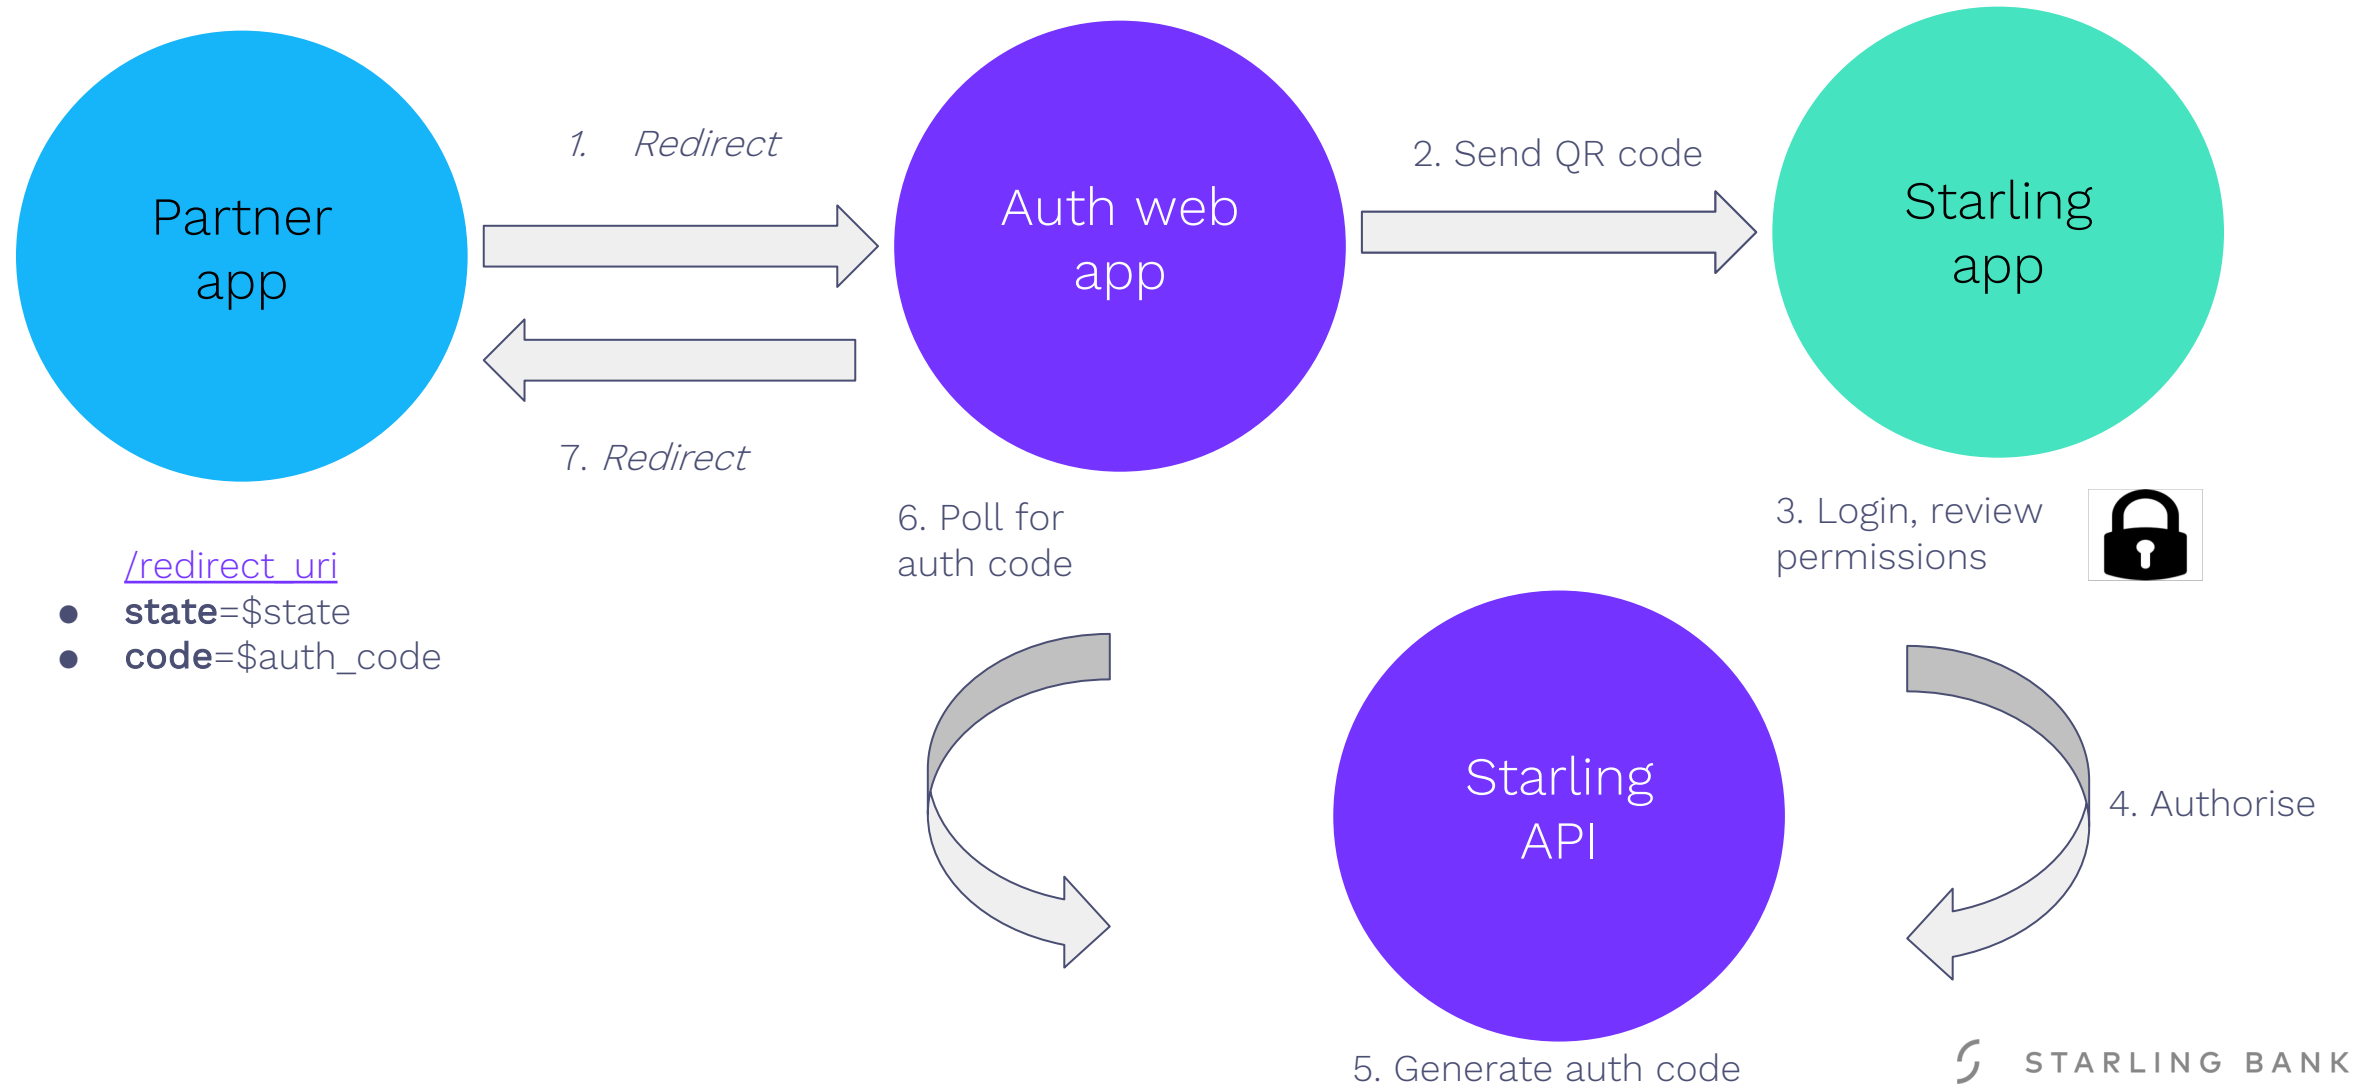 Partner
app
1. Redirect
Auth web
app
2. Send QR code
Starling
app
7. Redirect
6. Poll for
auth code
3. Login, review
permissions
/redirect_uri
● state=$state
● code=$auth_code
Starling
API
4. Authorise
5. Generate auth code
STARLING BANK